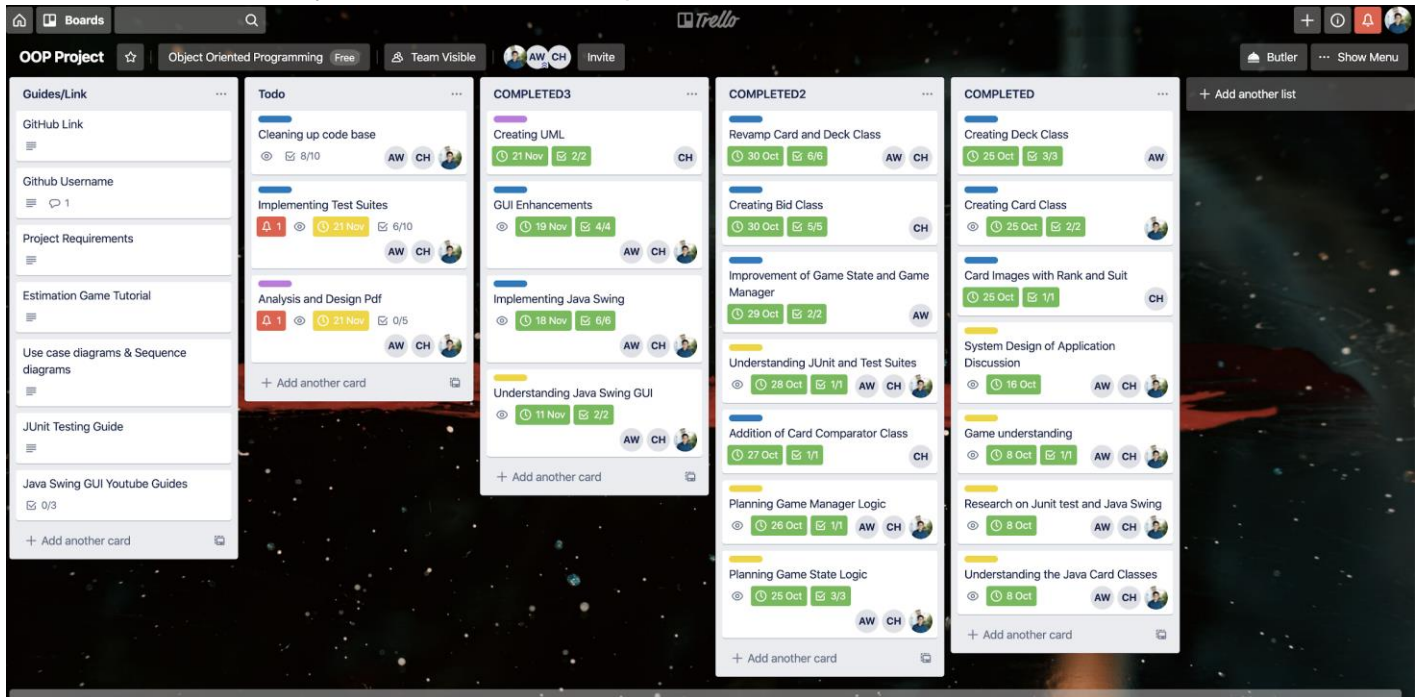 Boards
Trello
OOP Project
Object Oriented Programming Free
Team Visible
AW CH
Invite
Butler
Show Menu
Guides/Link
GitHub Link
Github Username
1
Project Requirements
Estimation Game Tutorial
Use case diagrams & Sequence
diagrams
JUnit Testing Guide
Java Swing GUI Youtube Guides
0/3
+ Add another card
Todo
Cleaning up code base
8/10
AW CH
Implementing Test Suites
1 21 Nov 6/10
AW CH
Analysis and Design Pdf
1 21 Nov 0/5
AW CH
+ Add another card
COMPLETED3
Creating UML
21 Nov 2/2
CH
GUI Enhancements
19 Nov 4/4
AW CH
Implementing Java Swing
18 Nov 6/6
AW CH
Understanding Java Swing GUI
11 Nov 2/2
AW CH
+ Add another card
COMPLETED2
Revamp Card and Deck Class
30 Oct 6/6 AW CH
Creating Bid Class
30 Oct 5/5 CH
Improvement of Game State and Game
Manager
29 Oct 2/2 AW
Understanding JUnit and Test Suites
28 Oct 1/1 AW CH
Addition of Card Comparator Class
27 Oct 1/1 CH
Planning Game Manager Logic
26 Oct 1/1 AW CH
Planning Game State Logic
25 Oct 3/3
AW CH
+ Add another card
COMPLETED
Creating Deck Class
25 Oct 3/3 AW
Creating Card Class
25 Oct 2/2
Card Images with Rank and Suit
25 Oct 1/1 CH
System Design of Application
Discussion
16 Oct AW CH
Game understanding
8 Oct 1/1 AW CH
Research on Junit test and Java Swing
8 Oct AW CH
Understanding the Java Card Classes
8 Oct AW CH
+ Add another card
+ Add another list